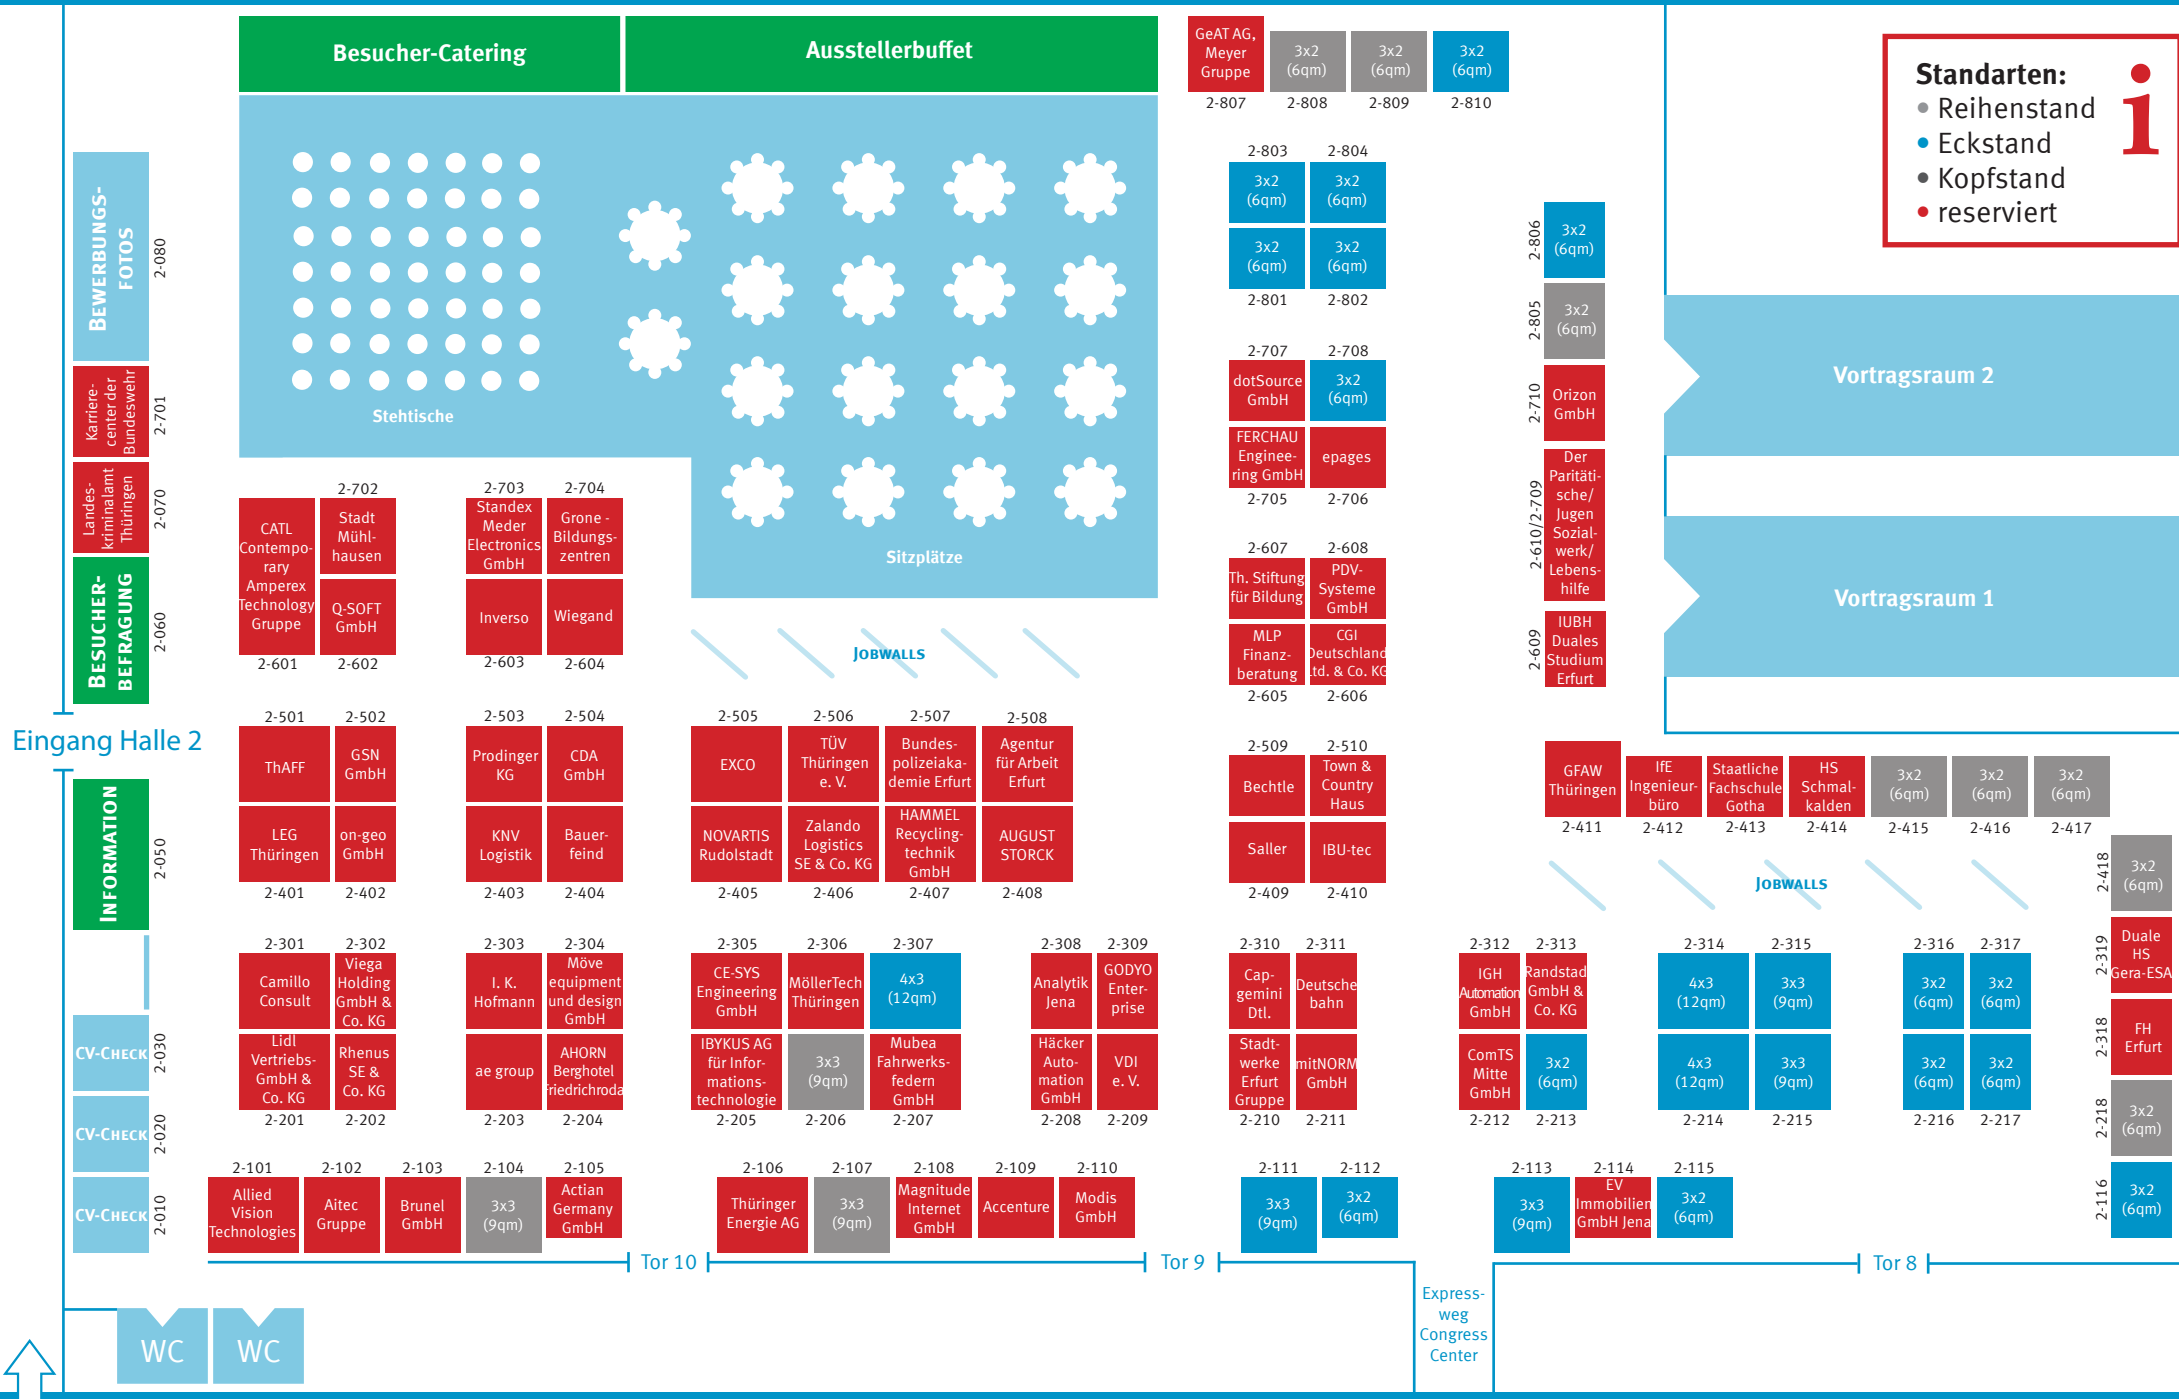 Besucher-Catering
Ausstellerbuffet
GeAT AG,
Meyer
Gruppe
3x2
(6qm)
3x2
(6qm)
3x2
(6qm)
2-807
2-808
2-809
2-810
Standarten:
• Reihenstand
• Eckstand
• Kopfstand
• reserviert
i
BEWERBUNGS-
FOTOS
2-080
Karriere-
center der
Bundeswehr
2-701
Landes-
kriminalamt
Thüringen
2-070
BESUCHER-
BEFRAGUNG
2-060
Stehtische
Sitzplätze
2-803
2-804
3x2
(6qm)
3x2
(6qm)
3x2
(6qm)
3x2
(6qm)
2-801
2-802
2-806
3x2
(6qm)
2-805
3x2
(6qm)
2-710
Orizon
GmbH
2-610/2-709
Der
Paritäti-
sche/
Jugen
Sozial-
werk/
Lebens-
hilfe
2-609
IUBH
Duales
Studium
Erfurt
Vortragsraum 2
Vortragsraum 1
2-707
2-708
dotSource
GmbH
3x2
(6qm)
FERCHAU
Enginee-
ring GmbH
epages
2-705
2-706
2-607
2-608
Th. Stiftung
für Bildung
PDV-
Systeme
GmbH
MLP
Finanz-
beratung
CGI
Deutschland
Ltd. & Co. KG
2-605
2-606
CATL
Contempo-
rary
Amperex
Technology
Gruppe
2-601
2-702
Stadt
Mühl-
hausen
Q-SOFT
GmbH
2-602
2-703
Standex
Meder
Electronics
GmbH
Inverso
2-603
2-704
Grone -
Bildungs-
zentren
Wiegand
2-604
JOBWALLS
Eingang Halle 2
INFORMATION
2-050
2-501
ThAFF
LEG
Thüringen
2-401
2-502
GSN
GmbH
on-geo
GmbH
2-402
2-503
Prodinger
KG
KNV
Logistik
2-403
2-504
CDA
GmbH
Bauer-
feind
2-404
2-505
EXCO
NOVARTIS
Rudolstadt
2-405
2-506
TÜV
Thüringen
e. V.
Zalando
Logistics
SE & Co. KG
2-406
2-507
Bundes-
polizeiaka-
demie Erfurt
HAMMEL
Recycling-
technik
GmbH
2-407
2-508
Agentur
für Arbeit
Erfurt
AUGUST
STORCK
2-408
2-509
Bechtle
Saller
2-409
2-510
Town &
Country
Haus
IBU-tec
2-410
GFAW
Thüringen
2-411
IfE
Ingenieur-
büro
2-412
Staatliche
Fachschule
Gotha
2-413
HS
Schmal-
kalden
2-414
3x2
(6qm)
2-415
3x2
(6qm)
2-416
3x2
(6qm)
2-417
JOBWALLS
2-418
3x2
(6qm)
2-319
Duale
HS
Gera-ESA
2-318
FH
Erfurt
2-218
3x2
(6qm)
2-116
3x2
(6qm)
CV-CHECK
2-030
CV-CHECK
2-020
CV-CHECK
2-010
2-301
Camillo
Consult
Lidl
Vertriebs-
GmbH &
Co. KG
2-201
2-302
Viega
Holding
GmbH &
Co. KG
Rhenus
SE &
Co. KG
2-202
2-303
I. K.
Hofmann
ae group
2-203
2-304
Möve
equipment
und design
GmbH
AHORN
Berghotel
Friedrichroda
2-204
2-305
CE-SYS
Engineering
GmbH
IBYKUS AG
für Infor-
mations-
technologie
2-205
2-306
MöllerTech
Thüringen
3x3
(9qm)
2-206
2-307
4x3
(12qm)
Mubea
Fahrwerks-
federn
GmbH
2-207
2-308
Analytik
Jena
Häcker
Auto-
mation
GmbH
2-208
2-309
GODYO
Enter-
prise
VDI
e. V.
2-209
2-310
Cap-
gemini
Dtl.
Stadt-
werke
Erfurt
Gruppe
2-210
2-311
Deutsche
bahn
mitNORM
GmbH
2-211
2-312
IGH
Automation
GmbH
ComTS
Mitte
GmbH
2-212
2-313
Randstad
GmbH &
Co. KG
3x2
(6qm)
2-213
2-314
4x3
(12qm)
4x3
(12qm)
2-214
2-315
3x3
(9qm)
3x3
(9qm)
2-215
2-316
3x2
(6qm)
3x2
(6qm)
2-216
2-317
3x2
(6qm)
3x2
(6qm)
2-217
2-101
Allied
Vision
Technologies
2-102
Aitec
Gruppe
2-103
Brunel
GmbH
2-104
3x3
(9qm)
2-105
Actian
Germany
GmbH
2-106
Thüringer
Energie AG
2-107
3x3
(9qm)
2-108
Magnitude
Internet
GmbH
2-109
Accenture
2-110
Modis
GmbH
2-111
3x3
(9qm)
2-112
3x2
(6qm)
2-113
3x3
(9qm)
2-114
EV
Immobilien
GmbH Jena
2-115
3x2
(6qm)
Tor 10
Tor 9
Tor 8
Express-
weg
Congress
Center
WC
WC